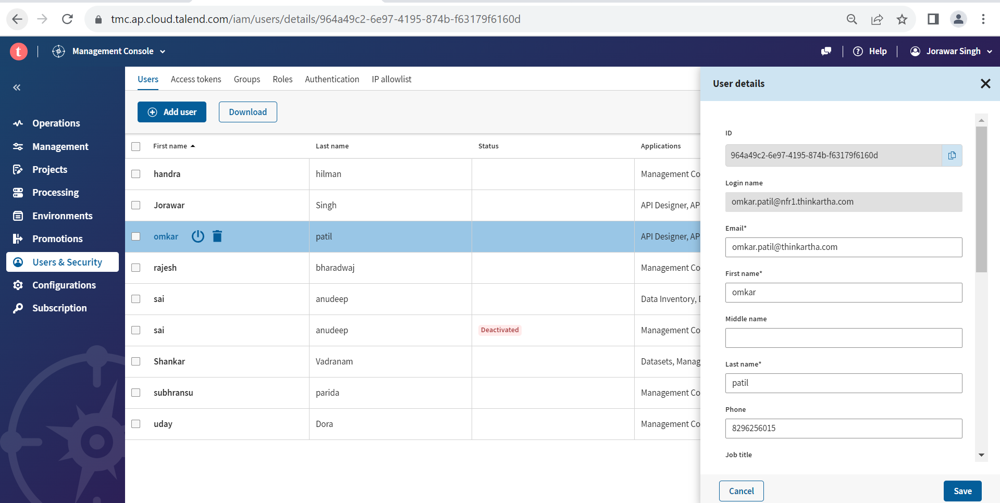 tmc.ap.cloud.talend.com/iam/users/details/964a49c2-6e97-4195-874b-f63179f6160d
t
Management Console
Help
Jorawar Singh
Operations
Management
Projects
Processing
Environments
Promotions
Users & Security
Configurations
Subscription
Users Access tokens Groups Roles Authentication IP allowlist
Add user Download
First name Last name Status Applications
handra hilman Management Co
Jorawar Singh API Designer, AP
omkar patil API Designer, AP
rajesh bharadwaj Management Co
sai anudeep Data Inventory,
sai anudeep Deactivated Management Co
Shankar Vadranam Datasets, Manag
subhransu parida Management Co
uday Dora Management Co
User details
ID
964a49c2-6e97-4195-874b-f63179f6160d
Login name
omkar.patil@nfr1.thinkartha.com
Email*
omkar.patil@thinkartha.com
First name*
omkar
Middle name
Last name*
patil
Phone
8296256015
Job title
Cancel Save